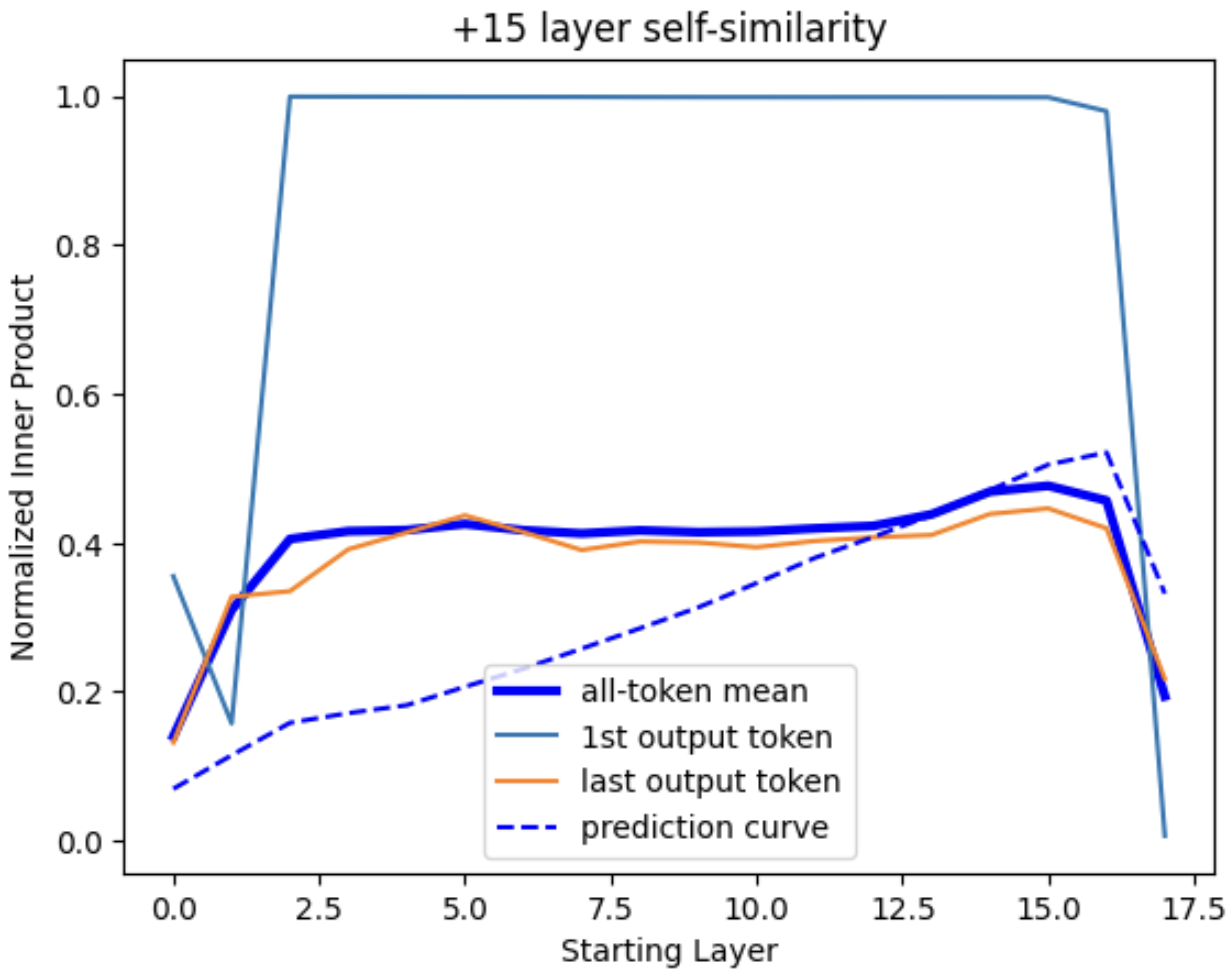 +15 layer self-similarity
Normalized Inner Product
1.0
0.8
0.6
0.4
0.2
0.0
all-token mean
1st output token
last output token
prediction curve
0.0 2.5 5.0 7.5 10.0 12.5 15.0 17.5
Starting Layer